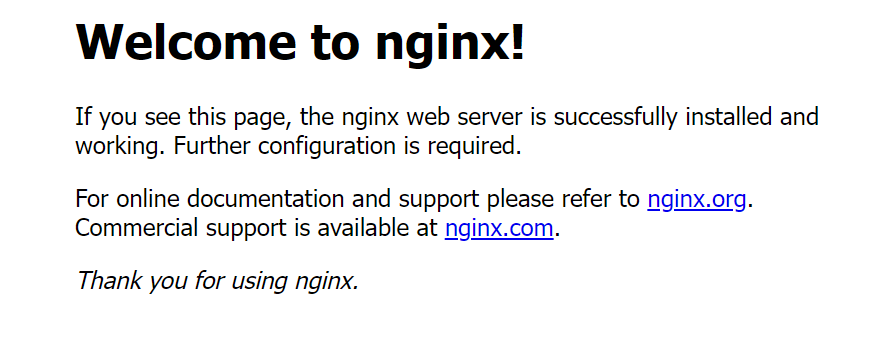 Welcome to nginx!
If you see this page, the nginx web server is successfully installed and
working. Further configuration is required.
For online documentation and support please refer to nginx.org.
Commercial support is available at nginx.com.
Thank you for using nginx.